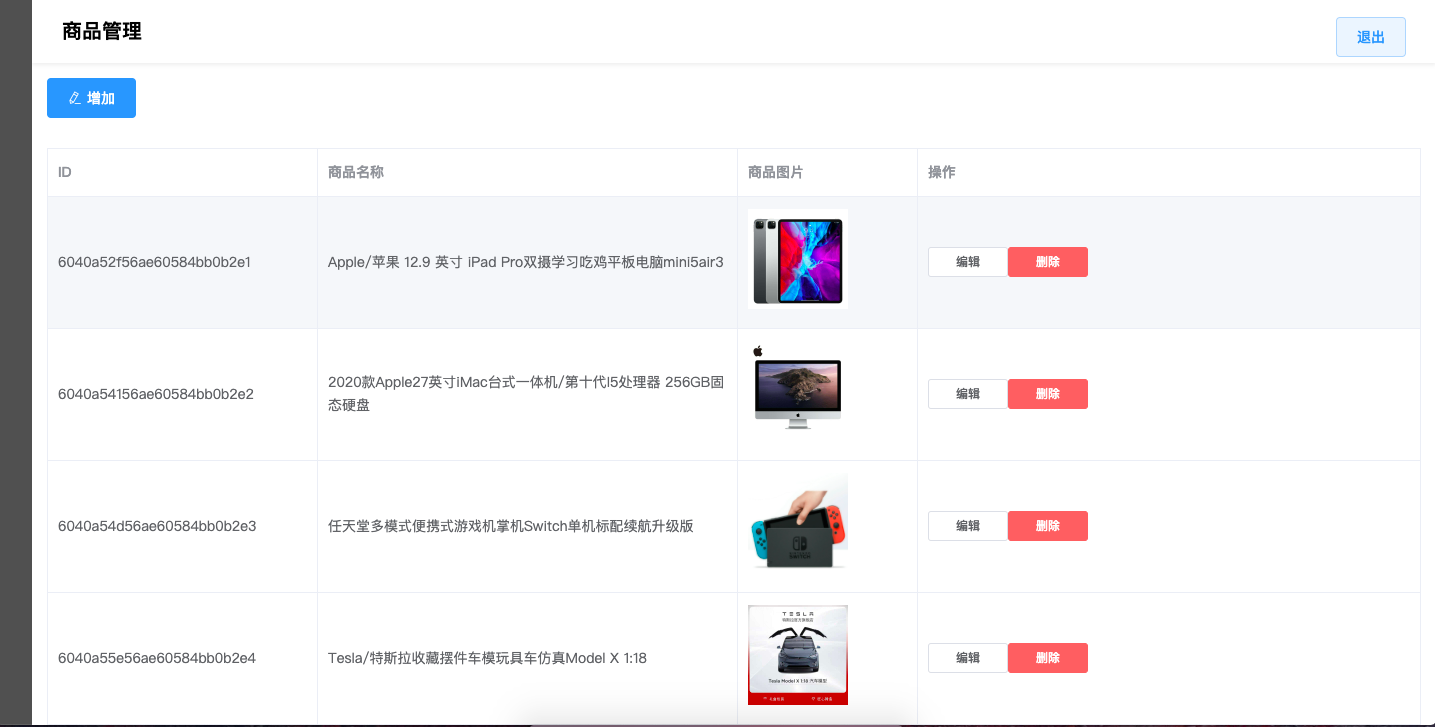 商品管理
退出
增加
ID 商品名称 商品图片 操作
6040a52f56ae60584bb0b2e1 Apple/苹果 12.9 英寸 iPad Pro双摄学习吃鸡平板电脑mini5air3 编辑 删除
6040a54156ae60584bb0b2e2 2020款Apple27英寸iMac台式一体机/第十代I5处理器 256GB固
态硬盘 编辑 删除
6040a54d56ae60584bb0b2e3 任天堂多模式便携式游戏机掌机Switch单机标配续航升级版 编辑 删除
TESLA
6040a55e56ae60584bb0b2e4 Tesla/特斯拉收藏摆件车模玩具车仿真Model X 1:18 编辑 删除
Tesla Model X 1:18 汽车模型